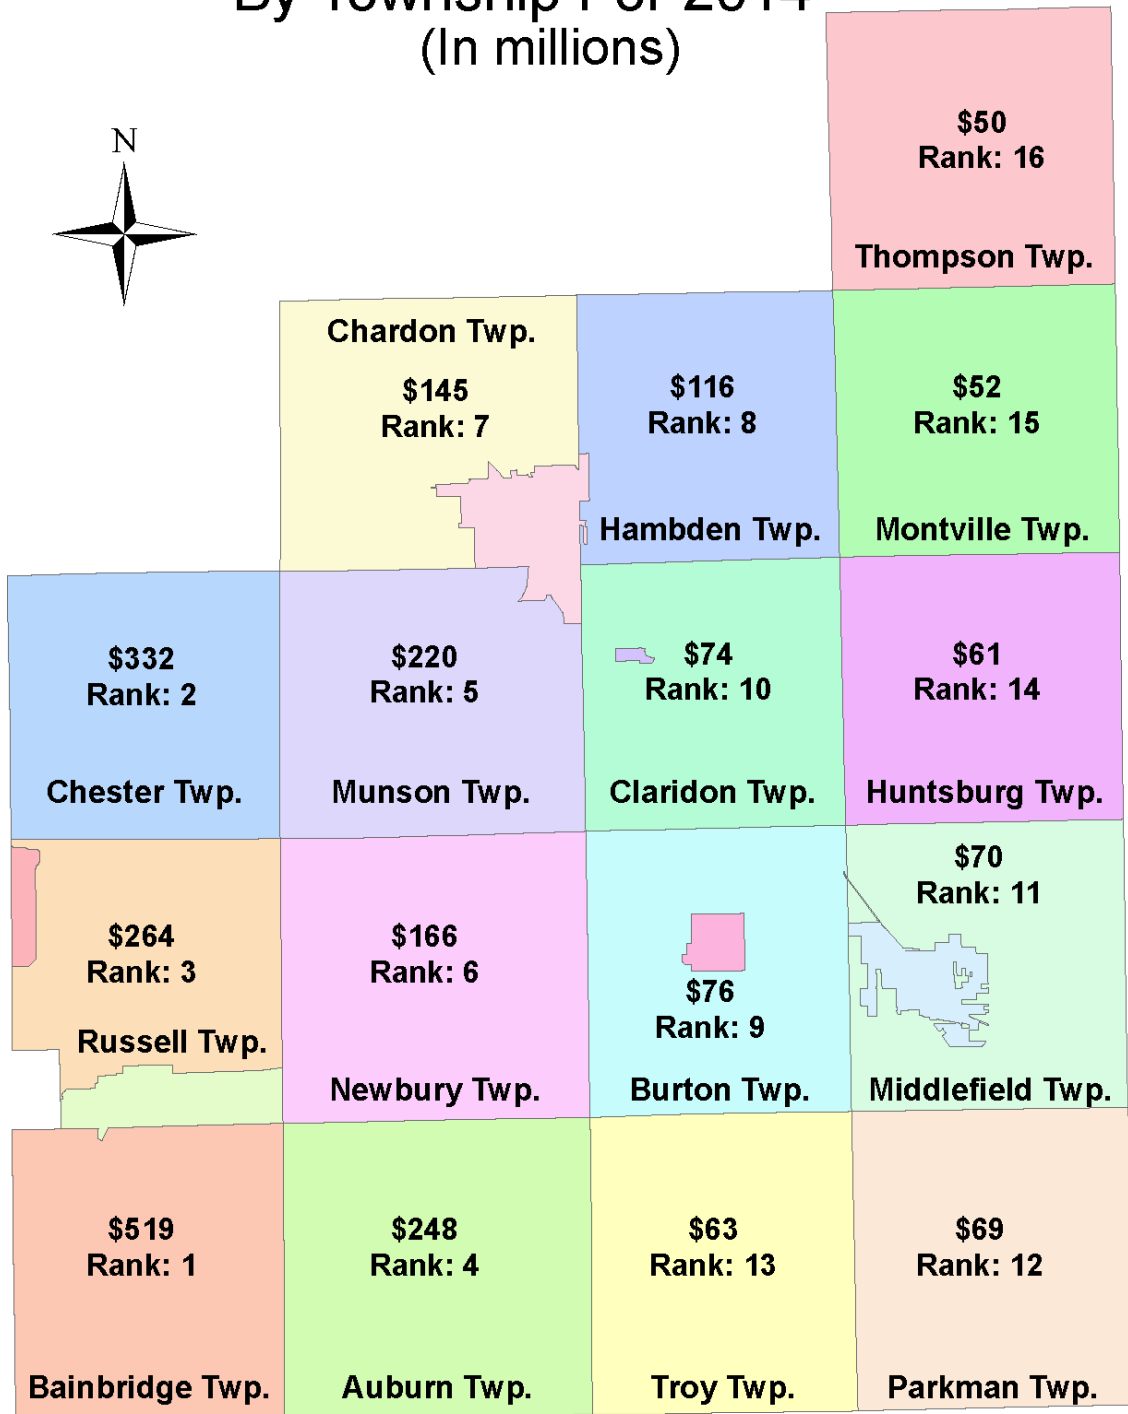 By Township For 2014
(In millions)
N
$50
Rank: 16
Thompson Twp.
Chardon Twp.
$145
Rank: 7
$116
Rank: 8
Hambden Twp.
$52
Rank: 15
Montville Twp.
$332
Rank: 2
Chester Twp.
$220
Rank: 5
Munson Twp.
$74
Rank: 10
Claridon Twp.
$61
Rank: 14
Huntsburg Twp.
$264
Rank: 3
Russell Twp.
$166
Rank: 6
Newbury Twp.
$76
Rank: 9
Burton Twp.
$70
Rank: 11
Middlefield Twp.
$519
Rank: 1
Bainbridge Twp.
$248
Rank: 4
Auburn Twp.
$63
Rank: 13
Troy Twp.
$69
Rank: 12
Parkman Twp.